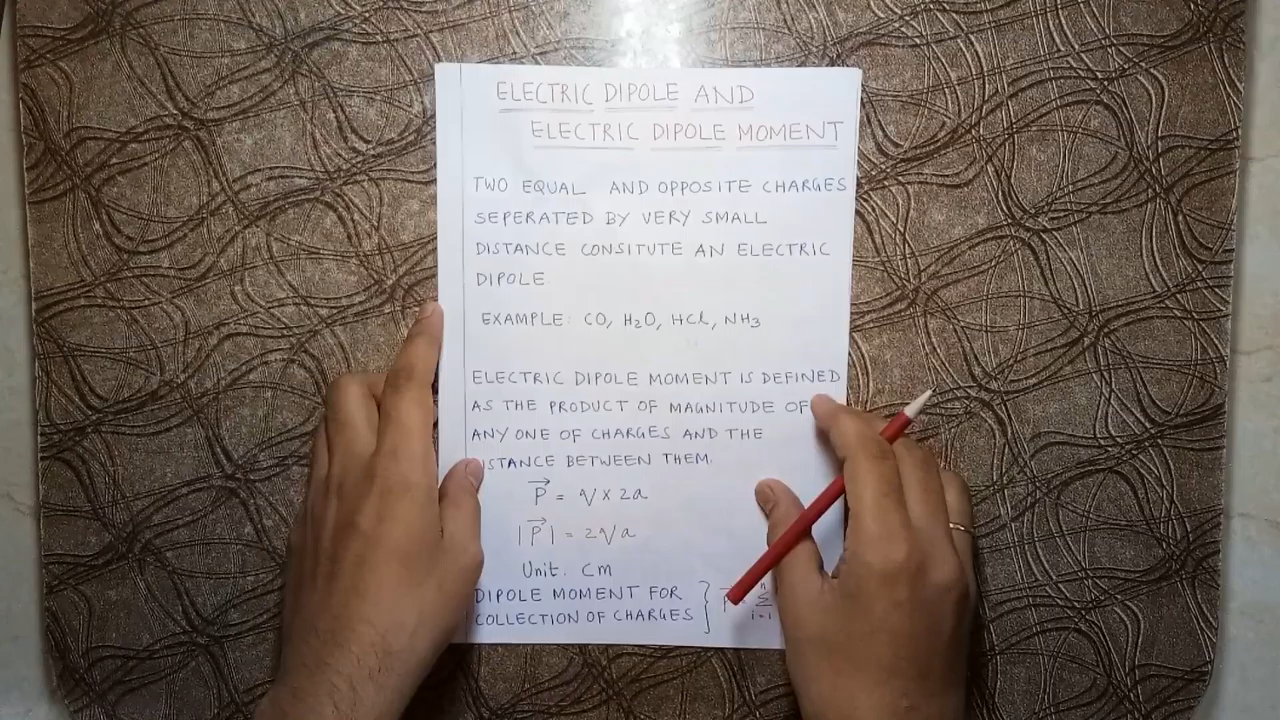 ELECTRIC DIPOLE AND
ELECTRIC DIPOLE MOMENT
TWO EQUAL AND OPPOSITE CHARGES
SEPERATED BY VERY SMALL
DISTANCE CONSITUTE AN ELECTRIC
DIPOLE
EXAMPLE: CO, H₂O, HCl, NH₃
ELECTRIC DIPOLE MOMENT IS DEFINED
AS THE PRODUCT OF MAGNITUDE OF
ANY ONE OF CHARGES AND THE
ISTANCE BETWEEN THEM.
P⃗ = q × 2a
|P⃗| = 2qa
Unit. Cm
DIPOLE MOMENT FOR
COLLECTION OF CHARGES } P⃗ = n Σ i=1